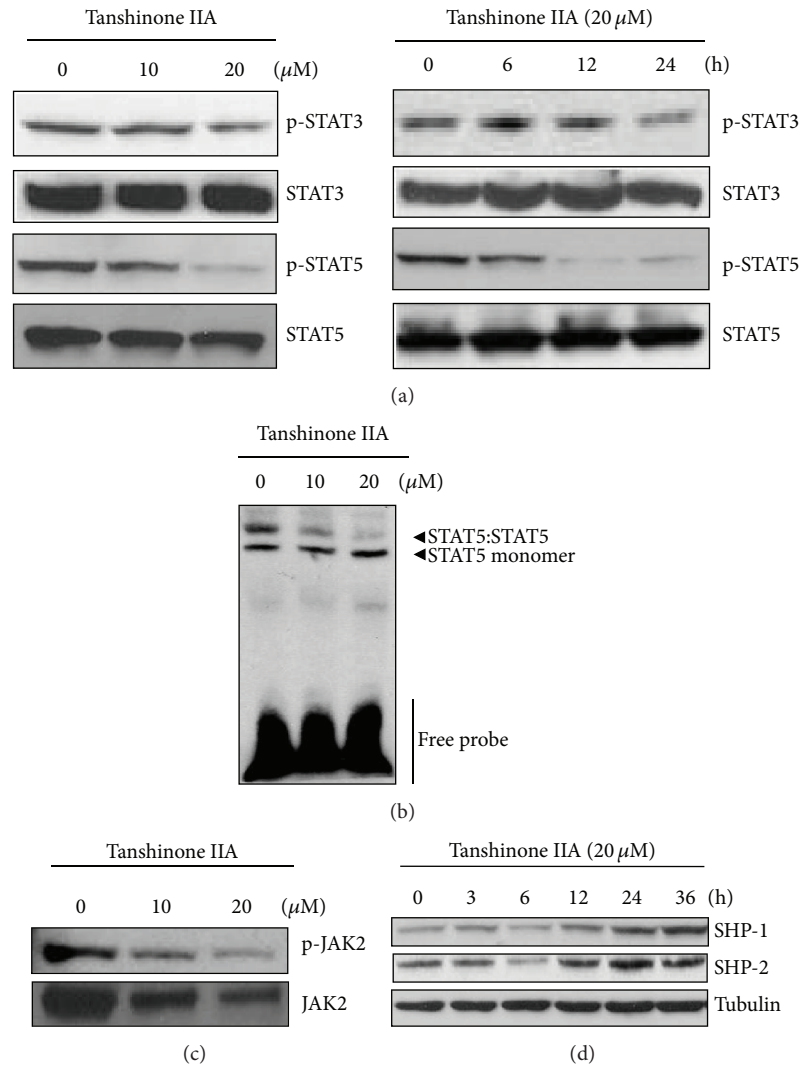 Tanshinone IIA
0 10 20 (μM)
p-STAT3
STAT3
p-STAT5
STAT5
Tanshinone IIA (20 μM)
0 6 12 24 (h)
p-STAT3
STAT3
p-STAT5
STAT5
(a)
Tanshinone IIA
0 10 20 (μM)
STAT5:STAT5
STAT5 monomer
Free probe
(b)
Tanshinone IIA
0 10 20 (μM)
p-JAK2
JAK2
(c)
Tanshinone IIA (20 μM)
0 3 6 12 24 36 (h)
SHP-1
SHP-2
Tubulin
(d)